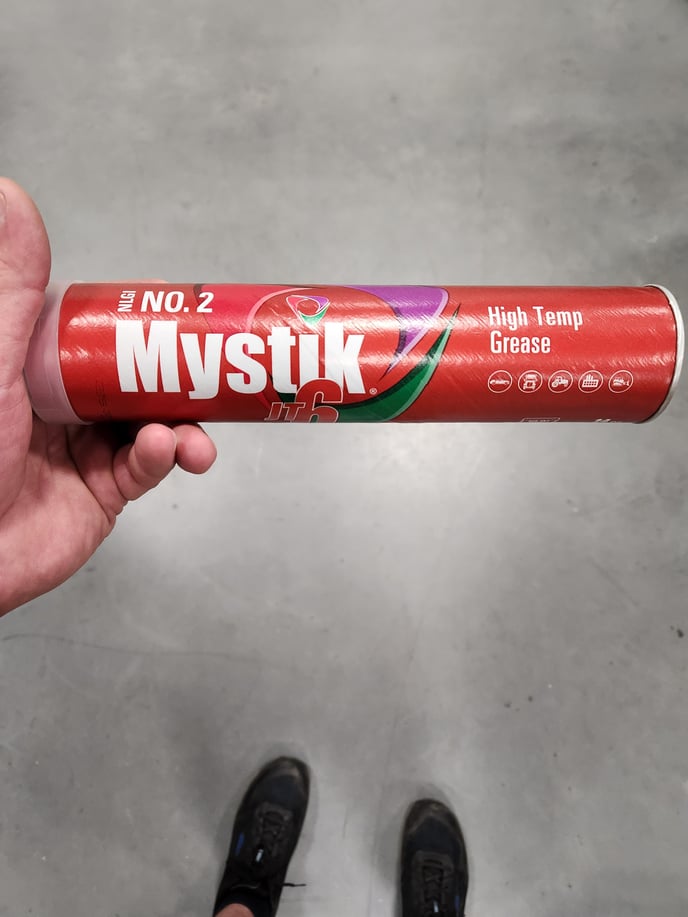 NLGI NO. 2
Mystik®
JT6
High Temp
Grease